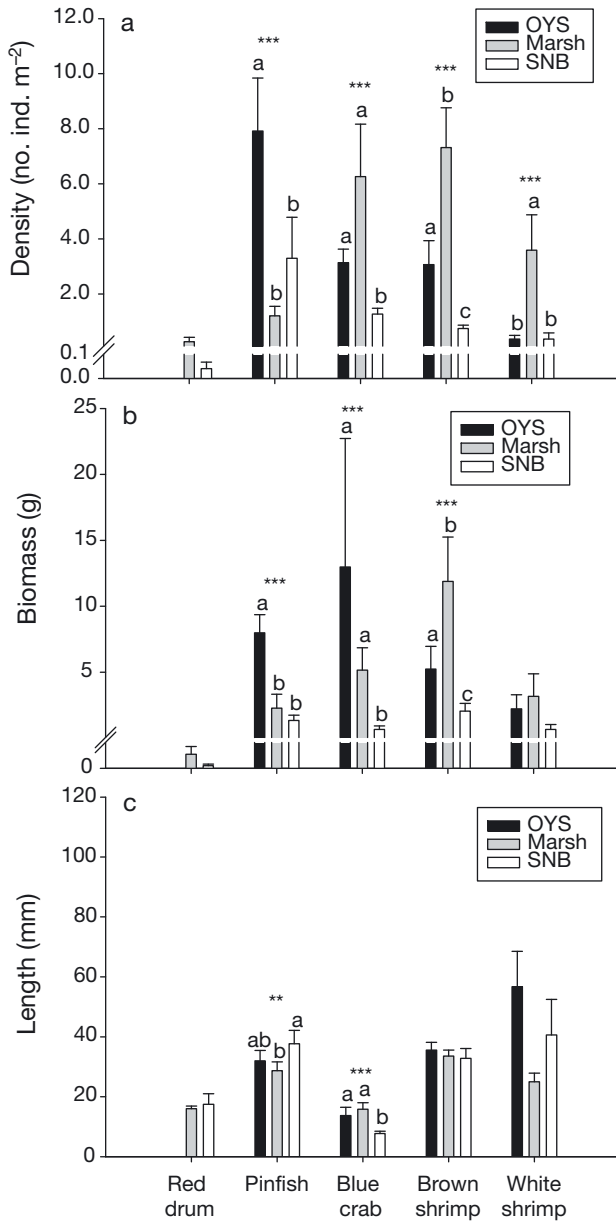 a
Density (no. ind. m⁻²)
12.0
10.0
8.0
6.0
4.0
2.0
0.1
0.0
OYS
Marsh
SNB
***
a
b
b
***
a
a
b
***
a
b
c
***
b
a
b
b
Biomass (g)
25
20
15
10
5
0
OYS
Marsh
SNB
***
a
b
b
***
a
a
b
***
a
b
c
c
Length (mm)
120
100
80
60
40
20
0
OYS
Marsh
SNB
**
ab
b
a
***
a
a
b
Red drum
Pinfish
Blue crab
Brown shrimp
White shrimp